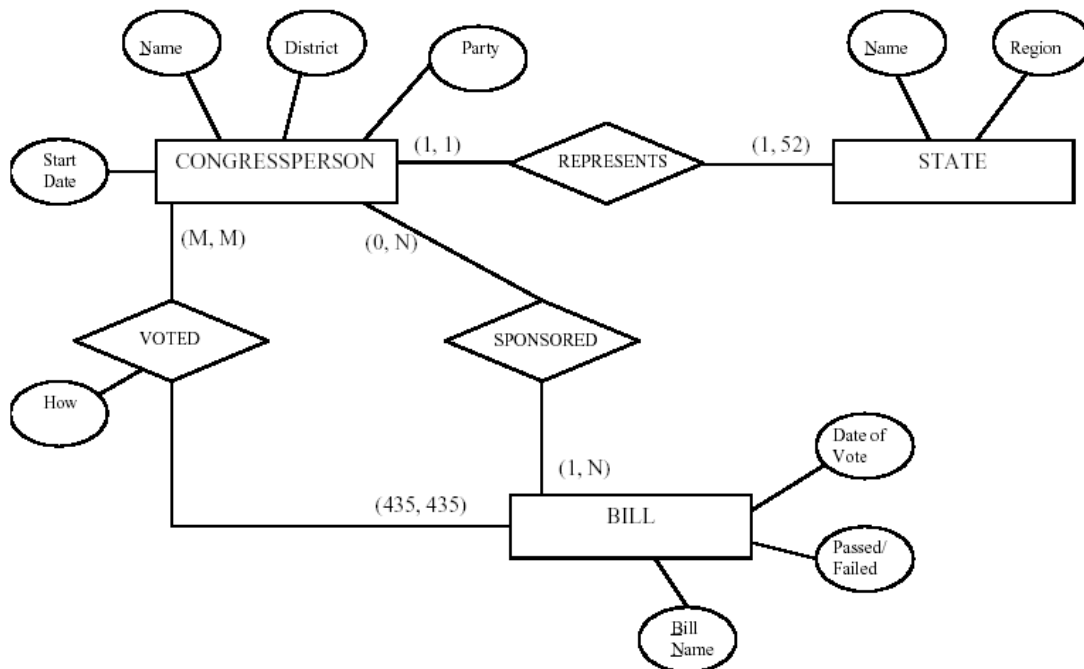 Name
District
Party
Name
Region
Start
Date
CONGRESSPERSON
(1, 1)
REPRESENTS
(1, 52)
STATE
(M, M)
(0, N)
VOTED
SPONSORED
How
Date of
Vote
(1, N)
(435, 435)
BILL
Passed/
Failed
Bill
Name